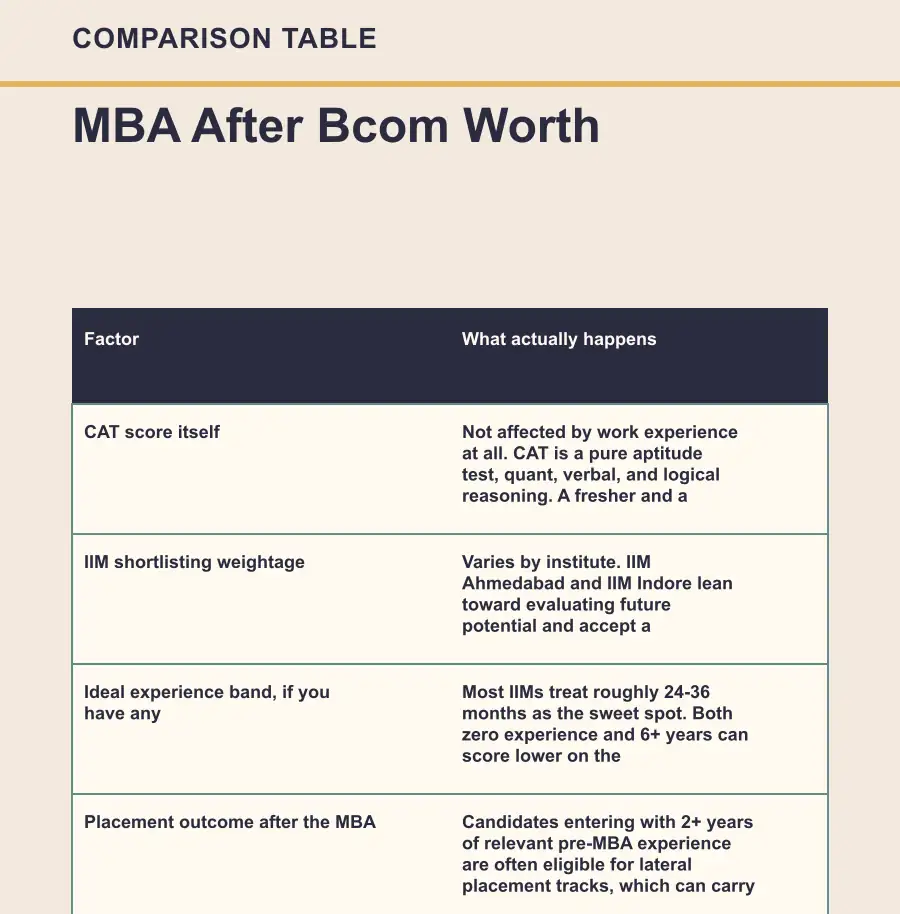 COMPARISON TABLE
MBA After Bcom Worth
Factor
What actually happens
CAT score itself
Not affected by work experience
at all. CAT is a pure aptitude
test, quant, verbal, and logical
reasoning. A fresher and a
IIM shortlisting weightage
Varies by institute. IIM
Ahmedabad and IIM Indore lean
toward evaluating future
potential and accept a
Ideal experience band, if you
have any
Most IIMs treat roughly 24-36
months as the sweet spot. Both
zero experience and 6+ years can
score lower on the
Placement outcome after the MBA
Candidates entering with 2+ years
of relevant pre-MBA experience
are often eligible for lateral
placement tracks, which can carry